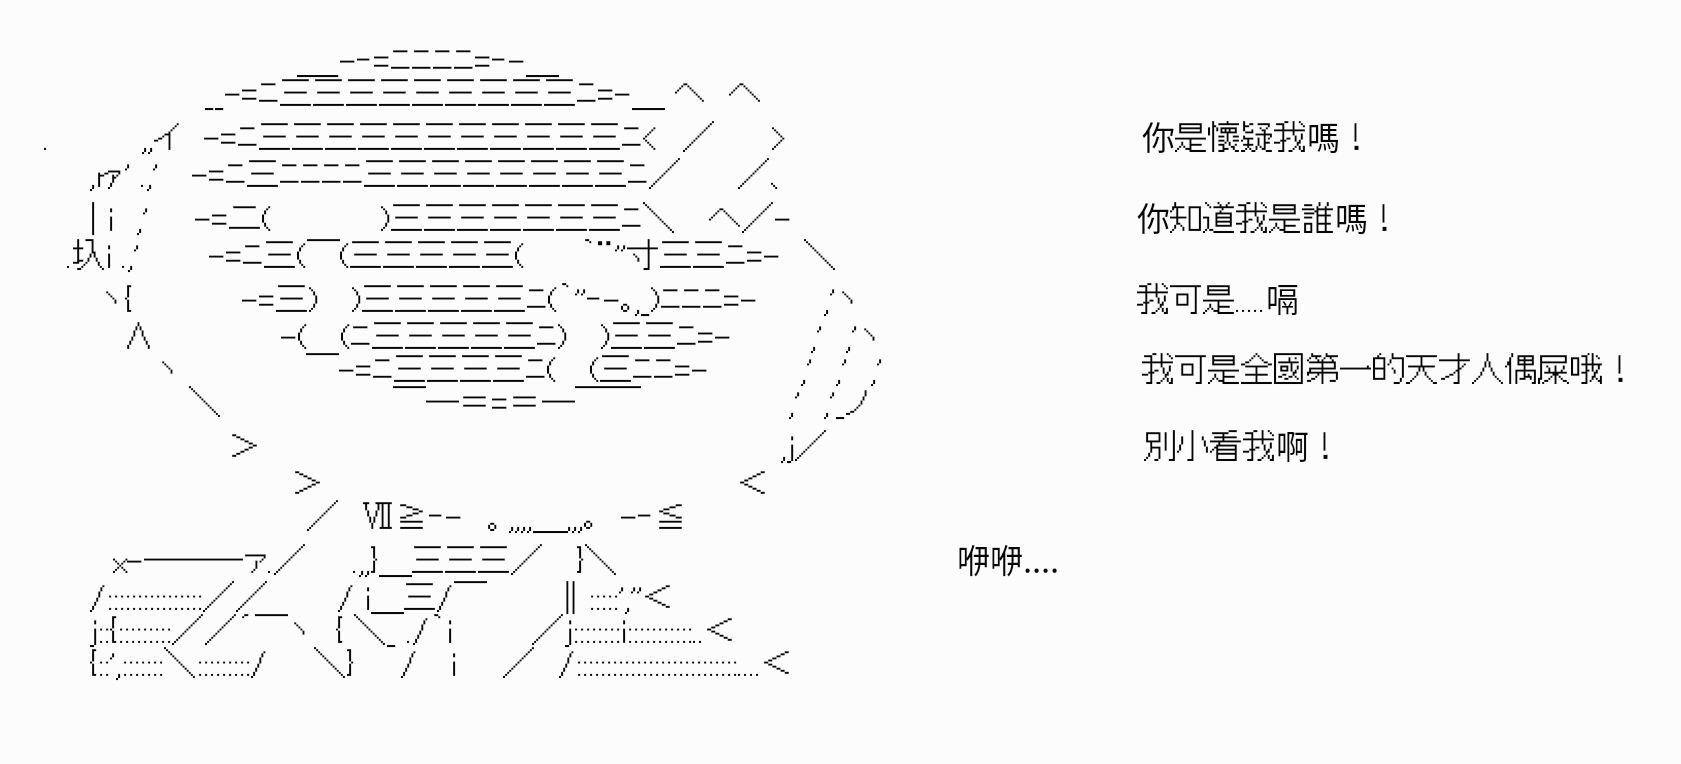 你是懷疑我嗎！
你知道我是誰嗎！
我可是.....嗝
我可是全國第一的天才人偶屎哦！
別小看我啊！
咿咿....